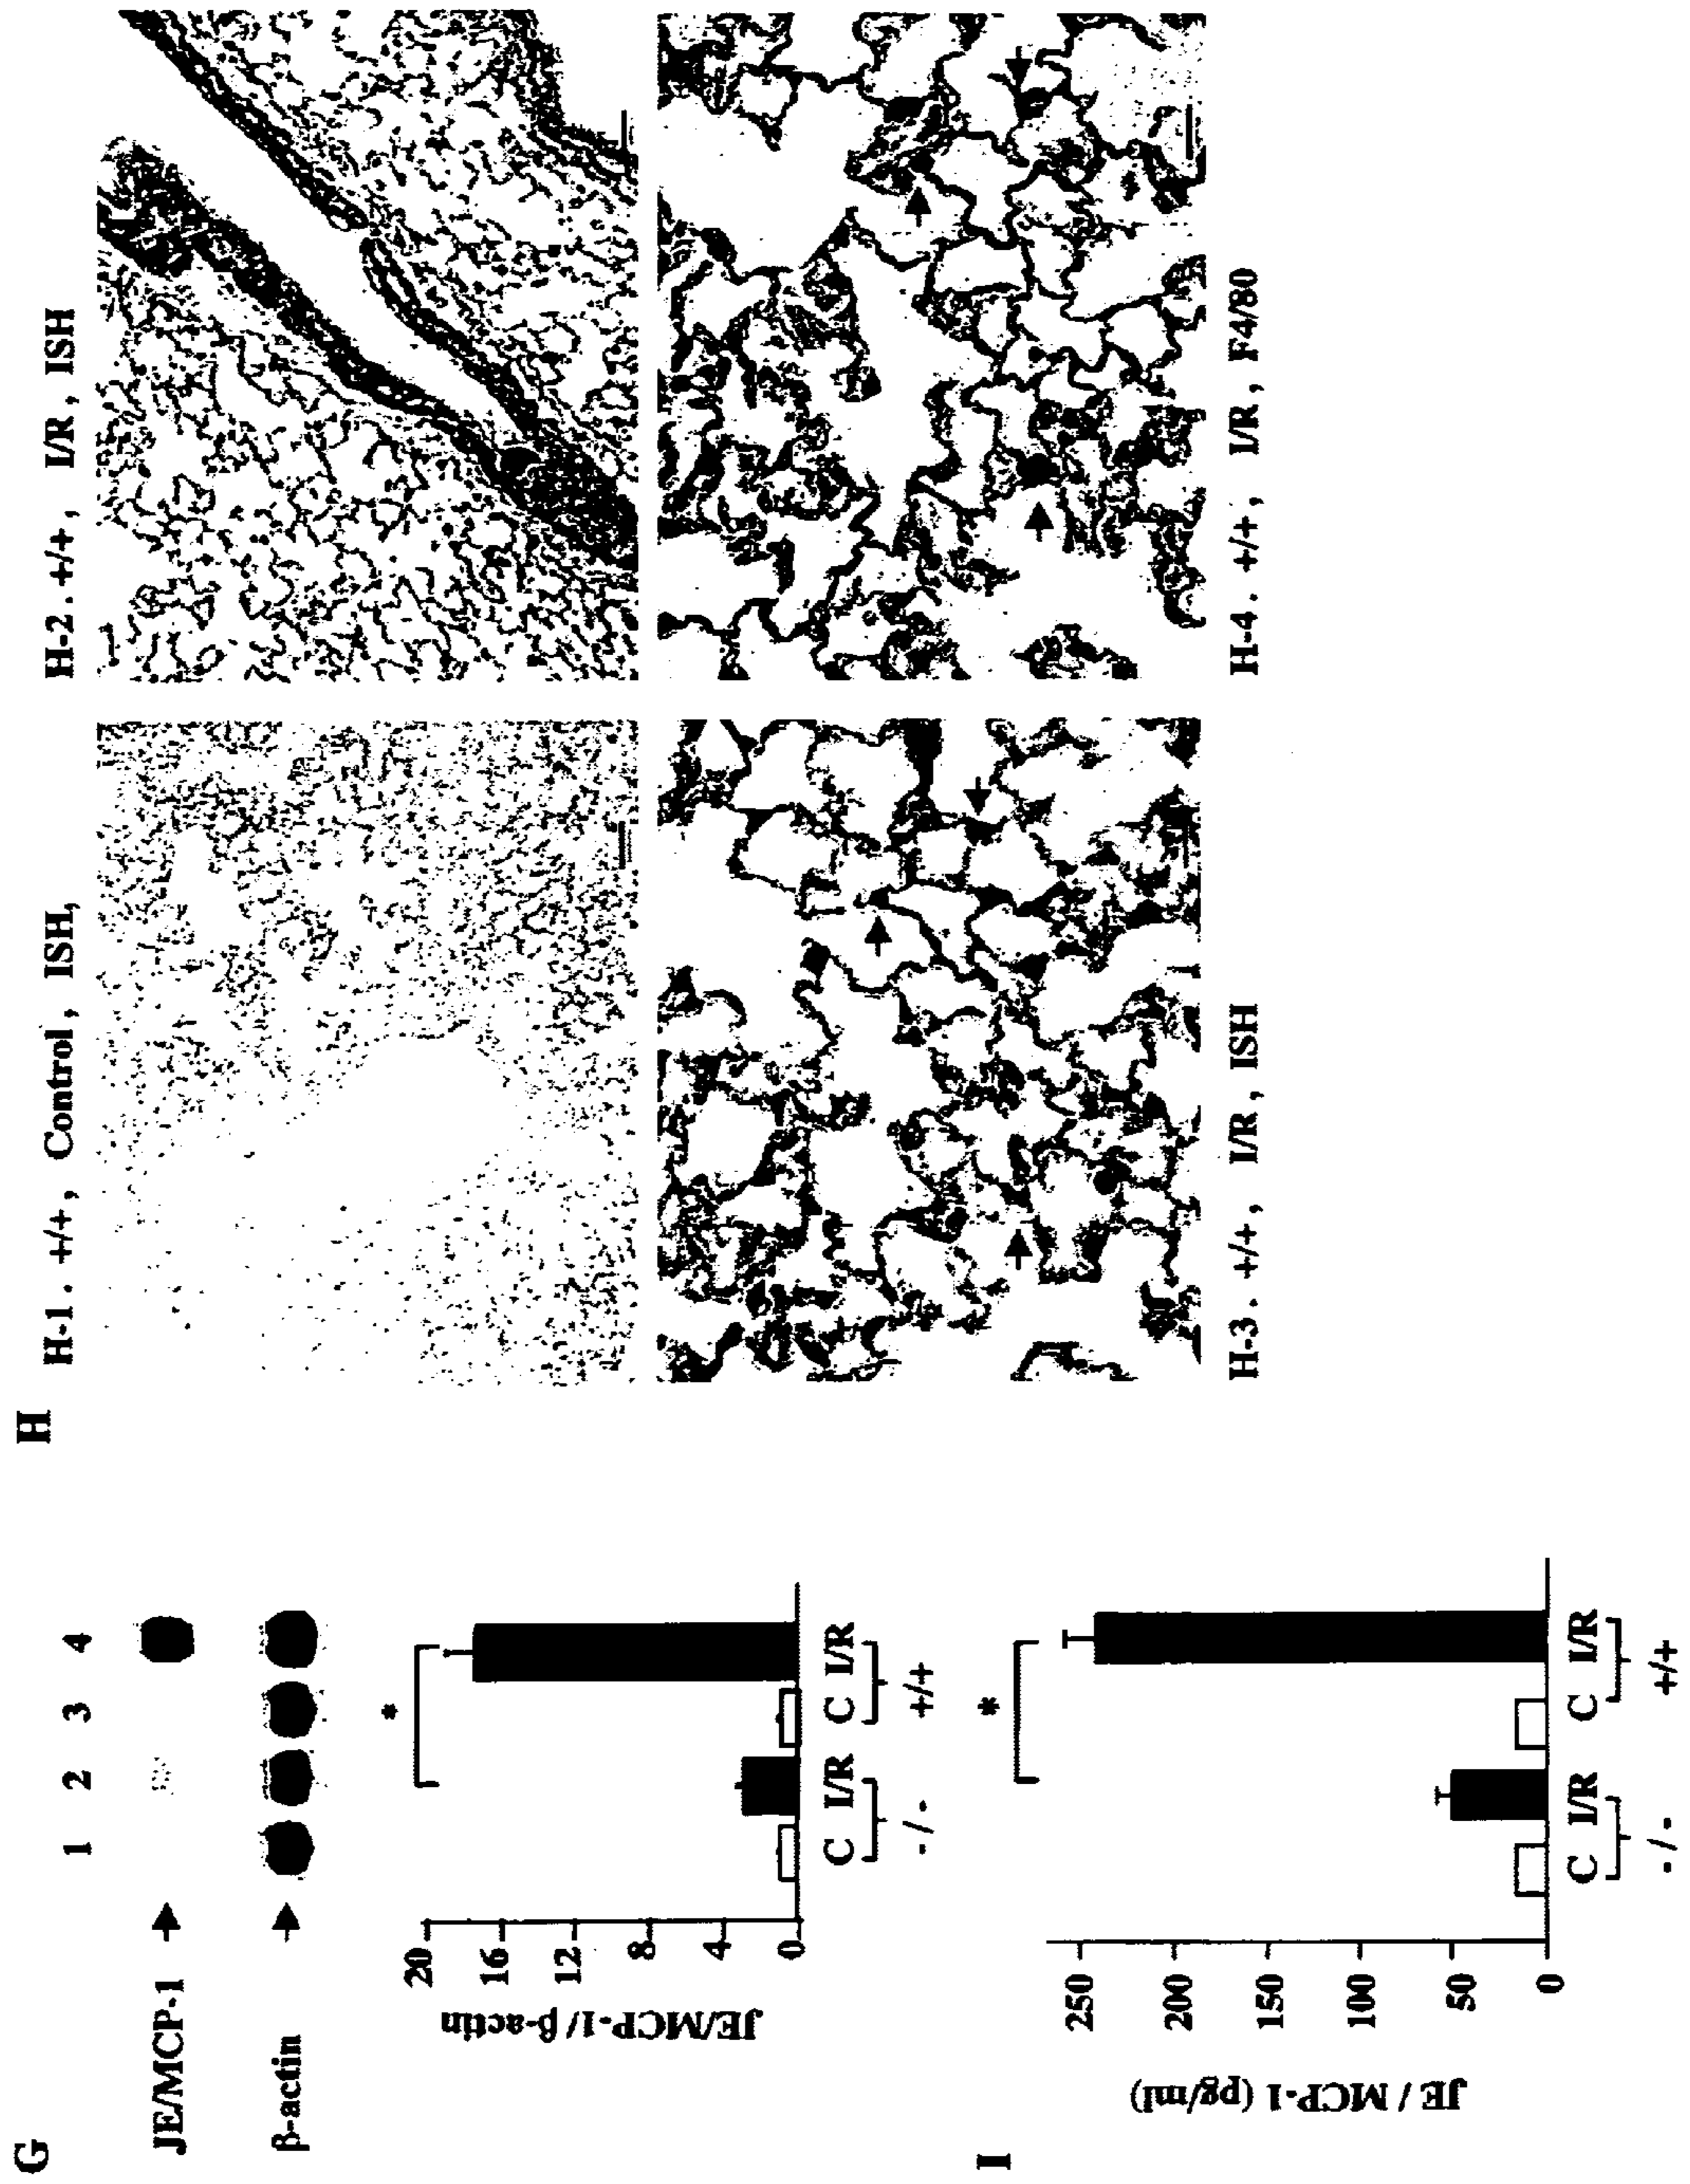 G
1 2 3 4
JE/MCP-1
β-actin
*
20
16
12
8
4
0
JE/MCP-1/ β-actin
C I/R C I/R
-/- +/+
H
H-1. +/+, Control, ISH,
H-2. +/+, I/R, ISH
H-3. +/+, I/R, ISH
H-4. +/+, I/R, F4/80
I
*
250
200
150
100
50
0
JE / MCP-1 (pg/ml)
C I/R C I/R
-/- +/+